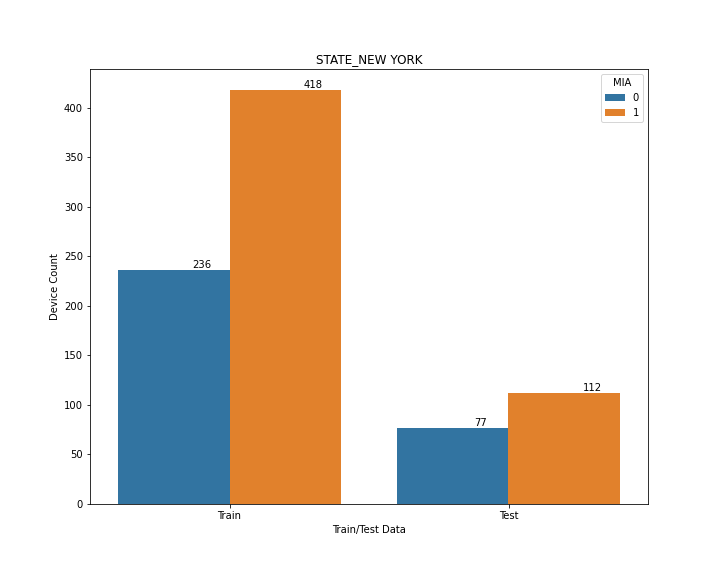 STATE_NEW YORK
MIA
0
1
418
236
112
77
400
350
300
250
200
150
100
50
0
Device Count
Train
Test
Train/Test Data